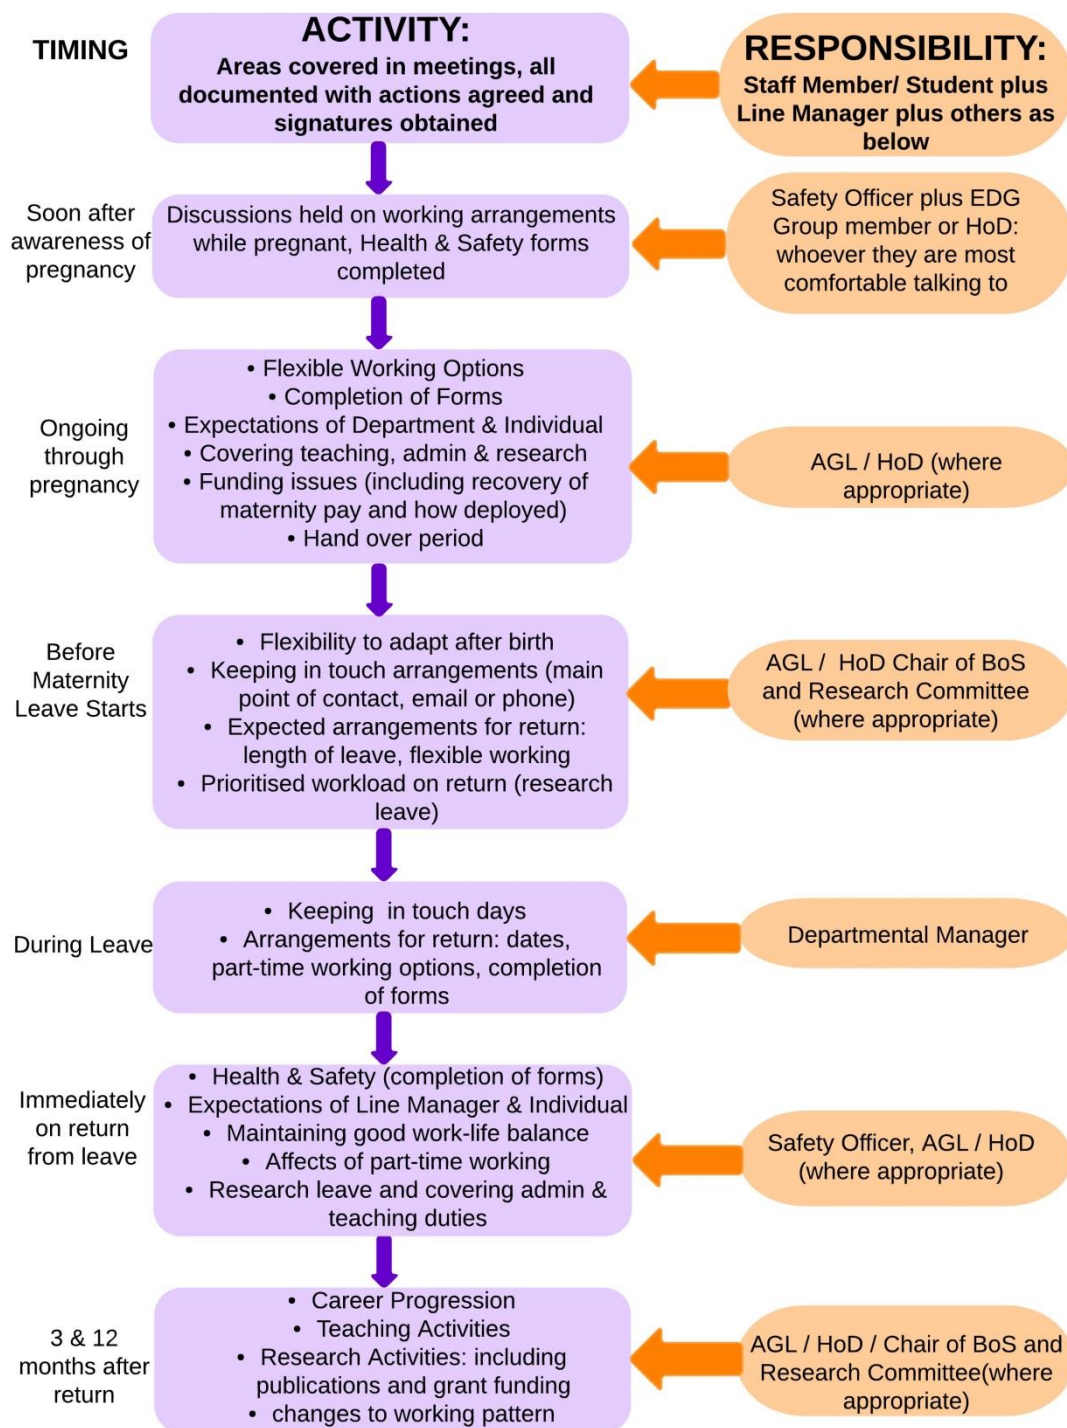 TIMING
ACTIVITY:
Areas covered in meetings, all
documented with actions agreed and
signatures obtained
RESPONSIBILITY:
Staff Member/ Student plus
Line Manager plus others as
below
Soon after
awareness of
pregnancy
Discussions held on working arrangements
while pregnant, Health & Safety forms
completed
Safety Officer plus EDG
Group member or HoD:
whoever they are most
comfortable talking to
Ongoing
through
pregnancy
• Flexible Working Options
• Completion of Forms
• Expectations of Department & Individual
• Covering teaching, admin & research
• Funding issues (including recovery of
maternity pay and how deployed)
• Hand over period
AGL / HoD (where
appropriate)
Before
Maternity
Leave Starts
• Flexibility to adapt after birth
• Keeping in touch arrangements (main
point of contact, email or phone)
• Expected arrangements for return:
length of leave, flexible working
• Prioritised workload on return (research
leave)
AGL / HoD Chair of BoS
and Research Committee
(where appropriate)
During Leave
• Keeping in touch days
• Arrangements for return: dates,
part-time working options, completion
of forms
Departmental Manager
Immediately
on return
from leave
• Health & Safety (completion of forms)
• Expectations of Line Manager & Individual
• Maintaining good work-life balance
• Affects of part-time working
• Research leave and covering admin &
teaching duties
Safety Officer, AGL / HoD
(where appropriate)
3 & 12
months after
return
• Career Progression
• Teaching Activities
• Research Activities: including
publications and grant funding
• changes to working pattern
AGL / HoD / Chair of BoS and
Research Committee(where
appropriate)